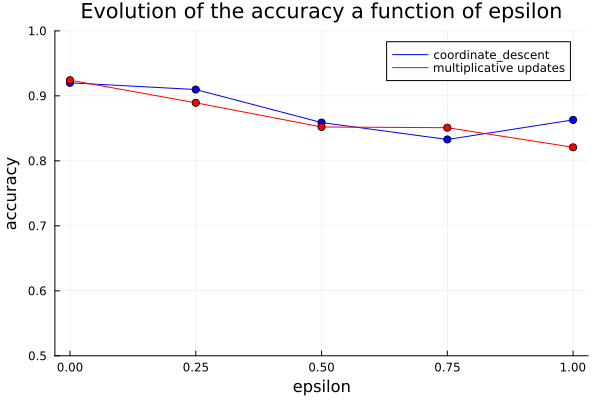 Evolution of the accuracy a function of epsilon
coordinate_descent
multiplicative updates
accuracy
1.0
0.9
0.8
0.7
0.6
0.5
0.00 0.25 0.50 0.75 1.00
epsilon